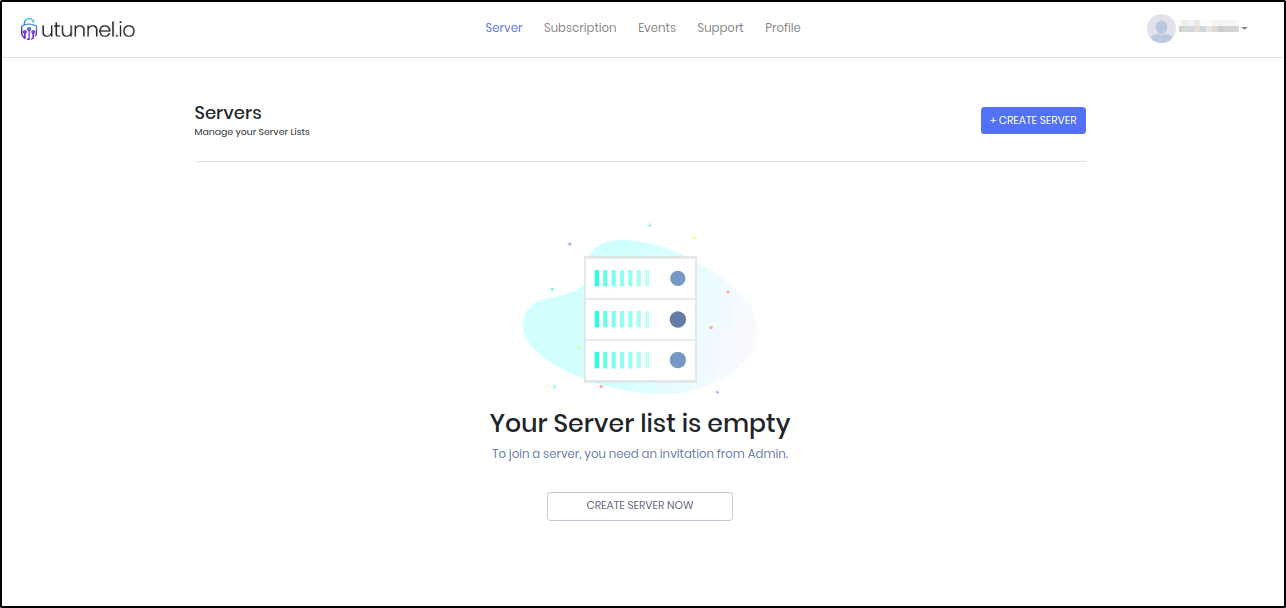 utunnel.io
Server Subscription Events Support Profile
Servers
Manage your Server Lists
+ CREATE SERVER
Your Server list is empty
To join a server, you need an invitation from Admin.
CREATE SERVER NOW